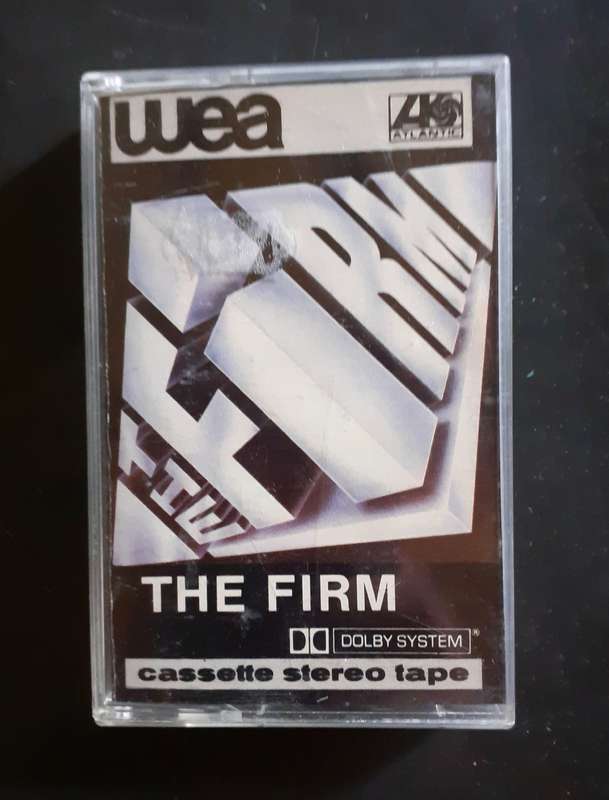 wea
ATLANTIC
THE FIRM
THE FIRM
DOLBY SYSTEM®
cassette stereo tape